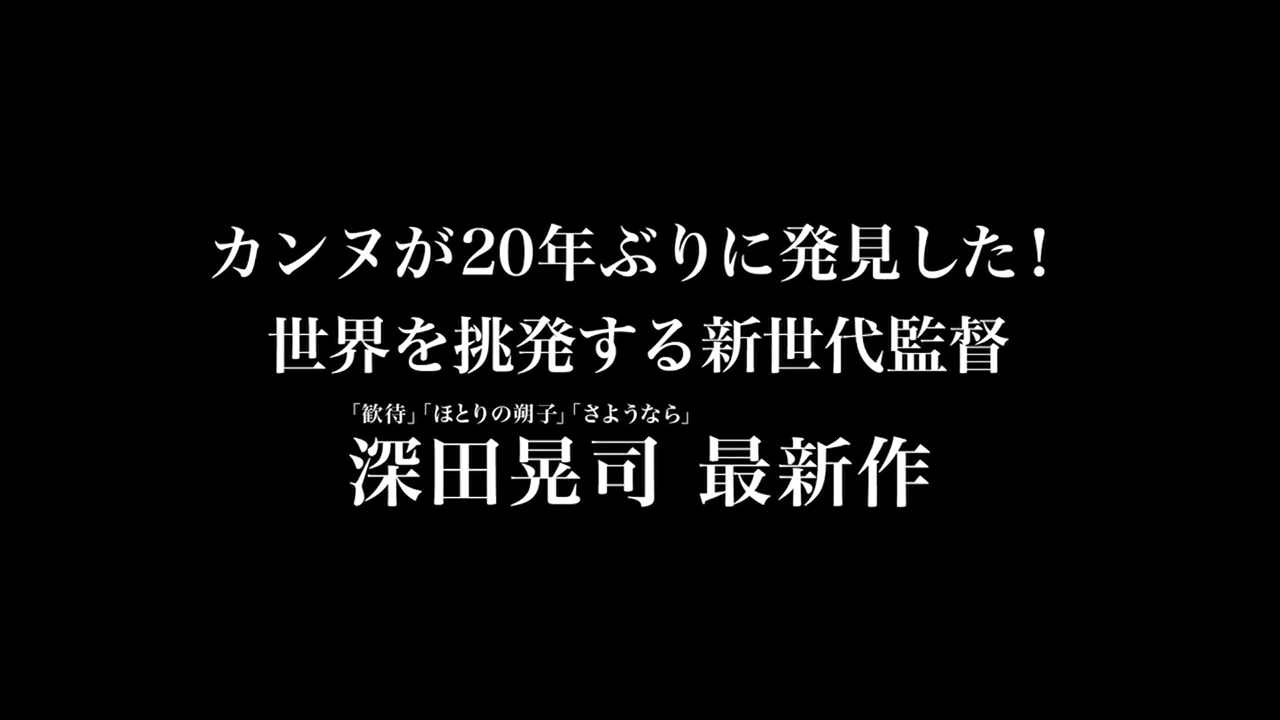 カンヌが20年ぶりに発見した!
世界を挑発する新世代監督
「歓待」「ほとりの朔子」「さようなら」
深田晃司 最新作